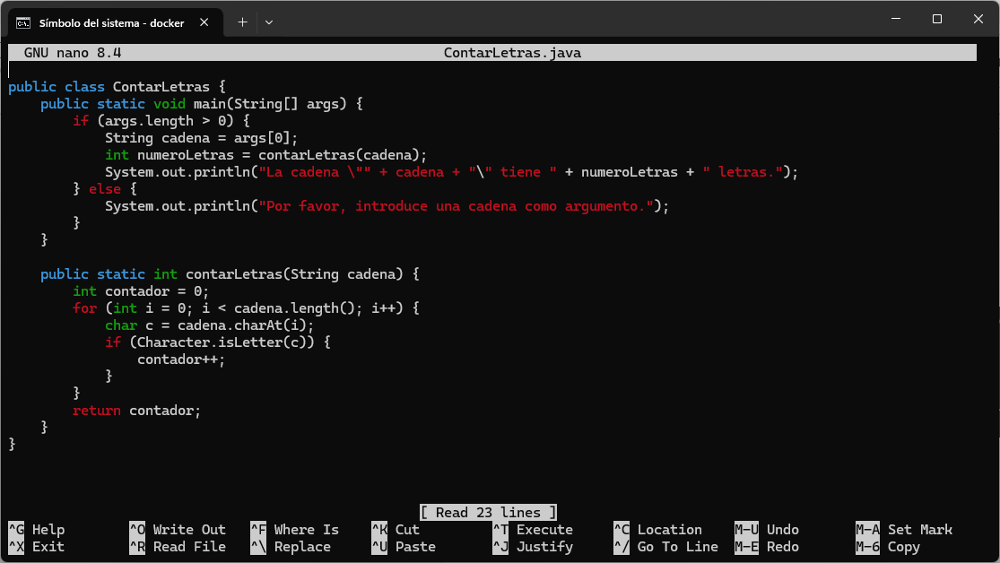 Símbolo del sistema - docker
GNU nano 8.4 ContarLetras.java
public class ContarLetras {
    public static void main(String[] args) {
        if (args.length > 0) {
            String cadena = args[0];
            int numeroLetras = contarLetras(cadena);
            System.out.println("La cadena \"" + cadena + "\" tiene " + numeroLetras + " letras.");
        } else {
            System.out.println("Por favor, introduce una cadena como argumento.");
        }
    }

    public static int contarLetras(String cadena) {
        int contador = 0;
        for (int i = 0; i < cadena.length(); i++) {
            char c = cadena.charAt(i);
            if (Character.isLetter(c)) {
                contador++;
            }
        }
        return contador;
    }
}
[ Read 23 lines ]
^G Help ^O Write Out ^F Where Is ^K Cut ^T Execute ^C Location M-U Undo M-A Set Mark
^X Exit ^R Read File ^\ Replace ^U Paste ^J Justify ^/ Go To Line M-E Redo M-6 Copy